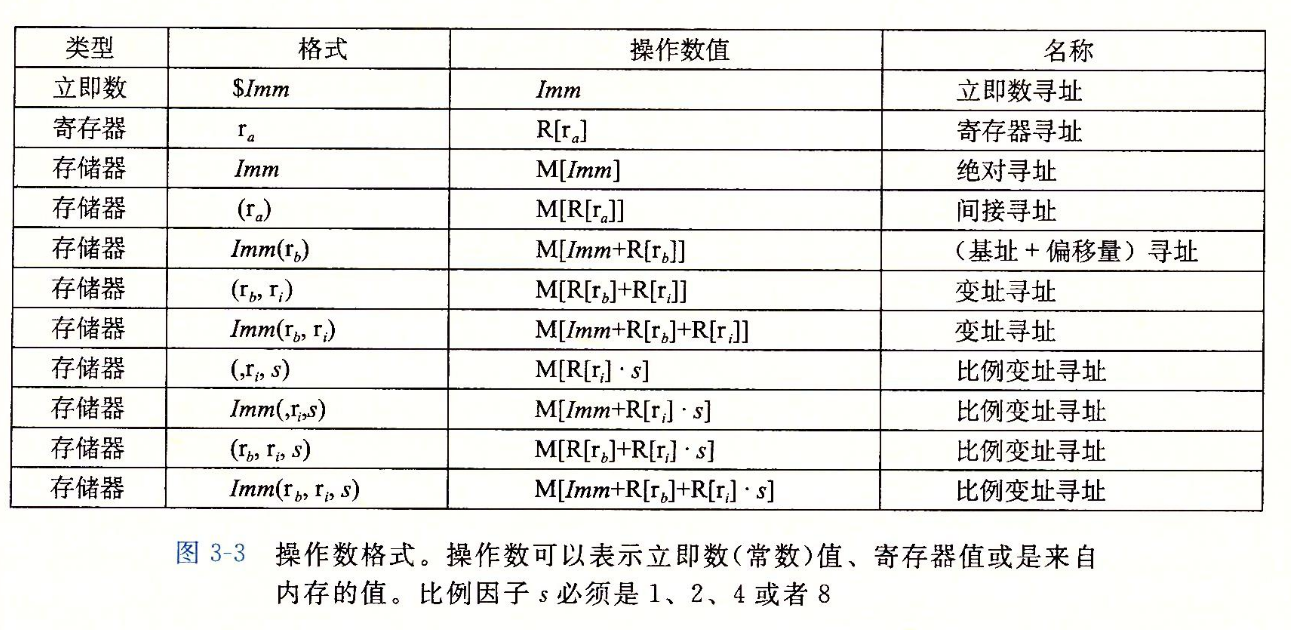 类型 格式 操作数值 名称
立即数 $Imm Imm 立即数寻址
寄存器 rₐ R[rₐ] 寄存器寻址
存储器 Imm M[Imm] 绝对寻址
存储器 (rₐ) M[R[rₐ]] 间接寻址
存储器 Imm(r_b) M[Imm+R[r_b]] （基址+偏移量）寻址
存储器 (r_b, r_i) M[R[r_b]+R[r_i]] 变址寻址
存储器 Imm(r_b, r_i) M[Imm+R[r_b]+R[r_i]] 变址寻址
存储器 (,r_i, s) M[R[r_i]·s] 比例变址寻址
存储器 Imm(,r_i,s) M[Imm+R[r_i]·s] 比例变址寻址
存储器 (r_b, r_i, s) M[R[r_b]+R[r_i]·s] 比例变址寻址
存储器 Imm(r_b, r_i, s) M[Imm+R[r_b]+R[r_i]·s] 比例变址寻址
图 3-3 操作数格式。操作数可以表示立即数(常数)值、寄存器值或是来自
内存的值。比例因子 s 必须是 1、2、4 或者 8